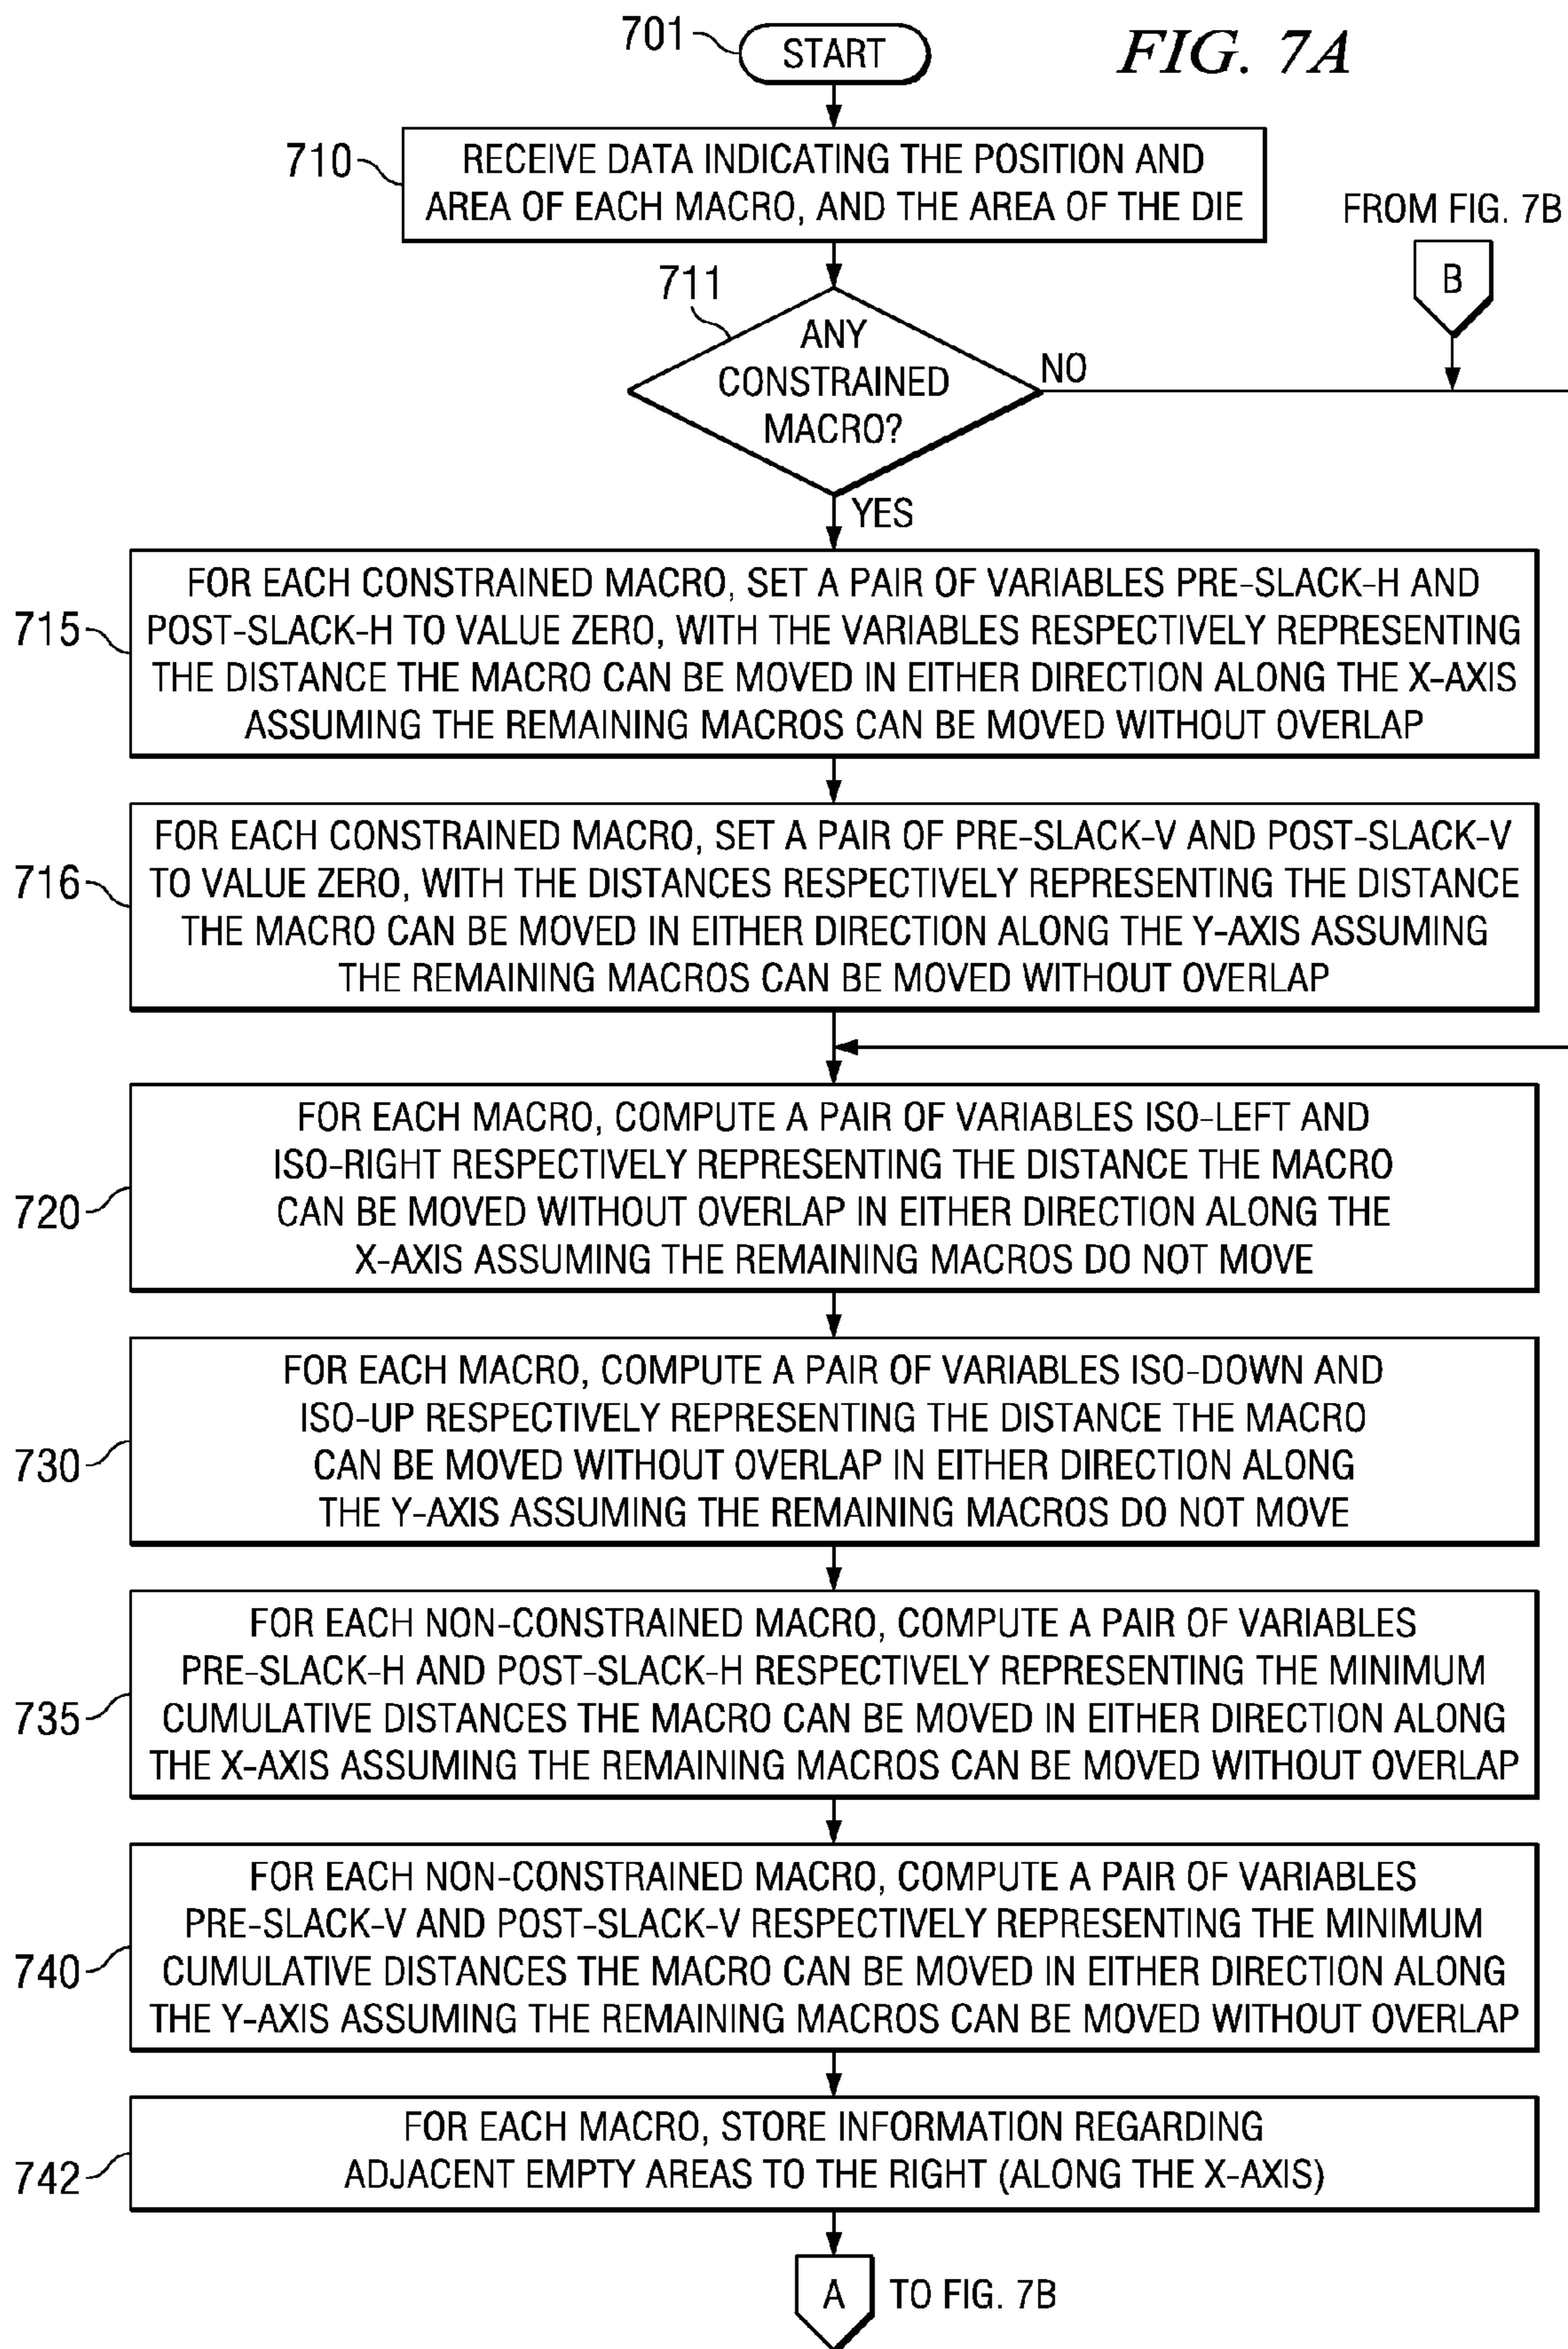 701
START
FIG. 7A
710
RECEIVE DATA INDICATING THE POSITION AND
AREA OF EACH MACRO, AND THE AREA OF THE DIE
FROM FIG. 7B
B
711
ANY
CONSTRAINED
MACRO?
NO
YES
715
FOR EACH CONSTRAINED MACRO, SET A PAIR OF VARIABLES PRE-SLACK-H AND
POST-SLACK-H TO VALUE ZERO, WITH THE VARIABLES RESPECTIVELY REPRESENTING
THE DISTANCE THE MACRO CAN BE MOVED IN EITHER DIRECTION ALONG THE X-AXIS
ASSUMING THE REMAINING MACROS CAN BE MOVED WITHOUT OVERLAP
716
FOR EACH CONSTRAINED MACRO, SET A PAIR OF PRE-SLACK-V AND POST-SLACK-V
TO VALUE ZERO, WITH THE DISTANCES RESPECTIVELY REPRESENTING THE DISTANCE
THE MACRO CAN BE MOVED IN EITHER DIRECTION ALONG THE Y-AXIS ASSUMING
THE REMAINING MACROS CAN BE MOVED WITHOUT OVERLAP
720
FOR EACH MACRO, COMPUTE A PAIR OF VARIABLES ISO-LEFT AND
ISO-RIGHT RESPECTIVELY REPRESENTING THE DISTANCE THE MACRO
CAN BE MOVED WITHOUT OVERLAP IN EITHER DIRECTION ALONG THE
X-AXIS ASSUMING THE REMAINING MACROS DO NOT MOVE
730
FOR EACH MACRO, COMPUTE A PAIR OF VARIABLES ISO-DOWN AND
ISO-UP RESPECTIVELY REPRESENTING THE DISTANCE THE MACRO
CAN BE MOVED WITHOUT OVERLAP IN EITHER DIRECTION ALONG
THE Y-AXIS ASSUMING THE REMAINING MACROS DO NOT MOVE
735
FOR EACH NON-CONSTRAINED MACRO, COMPUTE A PAIR OF VARIABLES
PRE-SLACK-H AND POST-SLACK-H RESPECTIVELY REPRESENTING THE MINIMUM
CUMULATIVE DISTANCES THE MACRO CAN BE MOVED IN EITHER DIRECTION ALONG
THE X-AXIS ASSUMING THE REMAINING MACROS CAN BE MOVED WITHOUT OVERLAP
740
FOR EACH NON-CONSTRAINED MACRO, COMPUTE A PAIR OF VARIABLES
PRE-SLACK-V AND POST-SLACK-V RESPECTIVELY REPRESENTING THE MINIMUM
CUMULATIVE DISTANCES THE MACRO CAN BE MOVED IN EITHER DIRECTION ALONG
THE Y-AXIS ASSUMING THE REMAINING MACROS CAN BE MOVED WITHOUT OVERLAP
742
FOR EACH MACRO, STORE INFORMATION REGARDING
ADJACENT EMPTY AREAS TO THE RIGHT (ALONG THE X-AXIS)
A
TO FIG. 7B